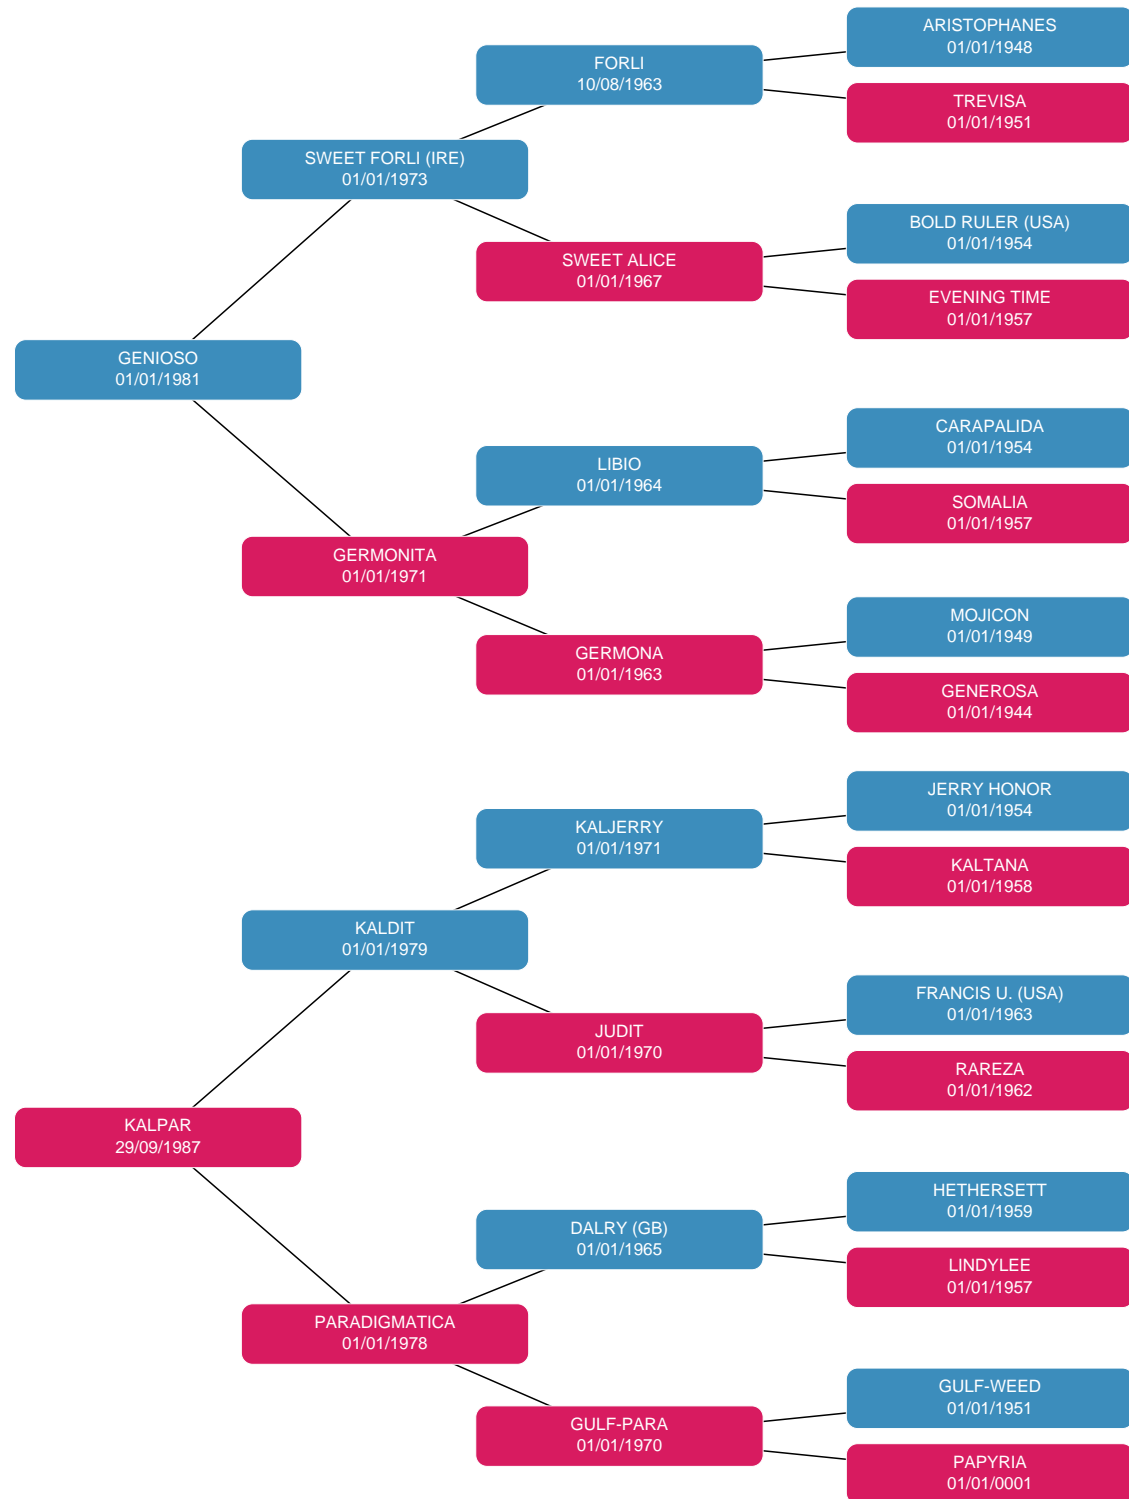 ARISTOPHANES
01/01/1948
FORLI
10/08/1963
TREVISA
01/01/1951
SWEET FORLI (IRE)
01/01/1973
BOLD RULER (USA)
01/01/1954
SWEET ALICE
01/01/1967
EVENING TIME
01/01/1957
GENIOSO
01/01/1981
CARAPALIDA
01/01/1954
LIBIO
01/01/1964
SOMALIA
01/01/1957
GERMONITA
01/01/1971
MOJICON
01/01/1949
GERMONA
01/01/1963
GENEROSA
01/01/1944
JERRY HONOR
01/01/1954
KALJERRY
01/01/1971
KALTANA
01/01/1958
KALDIT
01/01/1979
FRANCIS U. (USA)
01/01/1963
JUDIT
01/01/1970
RAREZA
01/01/1962
KALPAR
29/09/1987
HETHERSETT
01/01/1959
DALRY (GB)
01/01/1965
LINDYLEE
01/01/1957
PARADIGMATICA
01/01/1978
GULF-WEED
01/01/1951
GULF-PARA
01/01/1970
PAPYRIA
01/01/0001